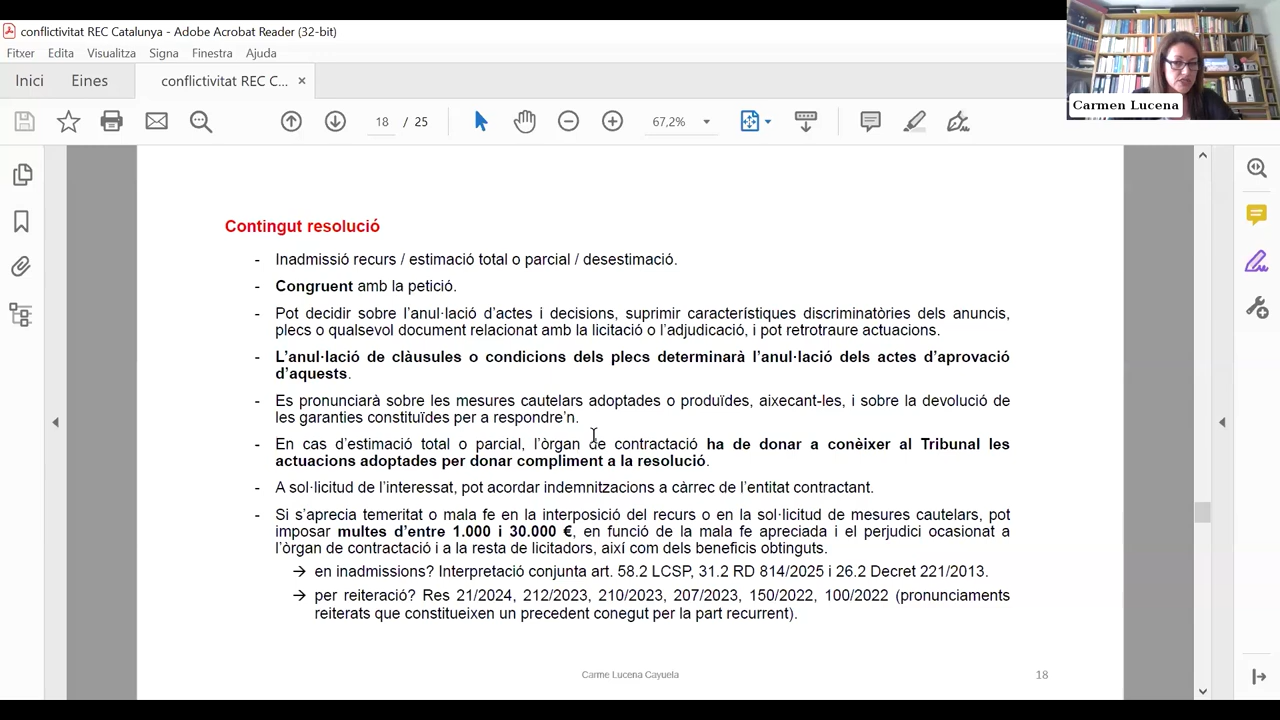 conflictivitat REC Catalunya - Adobe Acrobat Reader (32-bit)
Fitxer Edita Visualitza Signa Finestra Ajuda
Inici Eines conflictivitat REC C... ×
18 / 25 67,2%
Carmen Lucena
Contingut resolució
- Inadmissió recurs / estimació total o parcial / desestimació.
- Congruent amb la petició.
- Pot decidir sobre l’anul·lació d’actes i decisions, suprimir característiques discriminatòries dels anuncis,
plecs o qualsevol document relacionat amb la licitació o l’adjudicació, i pot retrotraure actuacions.
- L’anul·lació de clàusules o condicions dels plecs determinarà l’anul·lació dels actes d’aprovació
d’aquests.
- Es pronunciarà sobre les mesures cautelars adoptades o produïdes, aixecant-les, i sobre la devolució de
les garanties constituïdes per a respondre’n.
- En cas d’estimació total o parcial, l’òrgan de contractació ha de donar a conèixer al Tribunal les
actuacions adoptades per donar compliment a la resolució.
- A sol·licitud de l’interessat, pot acordar indemnitzacions a càrrec de l’entitat contractant.
- Si s’aprecia temeritat o mala fe en la interposició del recurs o en la sol·licitud de mesures cautelars, pot
imposar multes d’entre 1.000 i 30.000 €, en funció de la mala fe apreciada i el perjudici ocasionat a
l’òrgan de contractació i a la resta de licitadors, així com dels beneficis obtinguts.
→ en inadmissions? Interpretació conjunta art. 58.2 LCSP, 31.2 RD 814/2025 i 26.2 Decret 221/2013.
→ per reiteració? Res 21/2024, 212/2023, 210/2023, 207/2023, 150/2022, 100/2022 (pronunciaments
reiterats que constitueixen un precedent conegut per la part recurrent).
Carme Lucena Cayuela 18